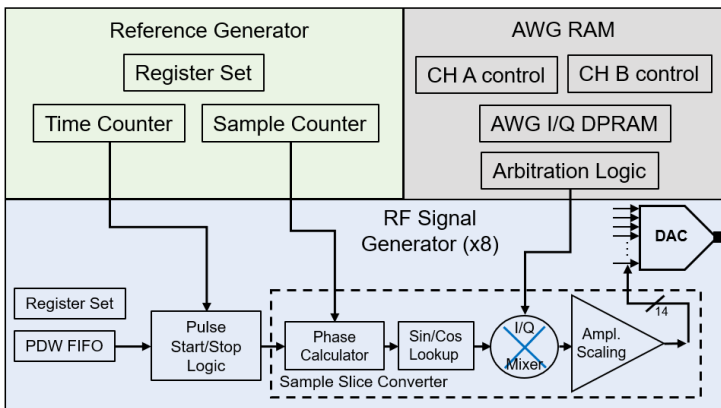 Reference Generator
Register Set
Time Counter
Sample Counter
AWG RAM
CH A control
CH B control
AWG I/Q DPRAM
Arbitration Logic
RF Signal
Generator (x8)
DAC
14
Register Set
PDW FIFO
Pulse
Start/Stop
Logic
Phase
Calculator
Sin/Cos
Lookup
I/Q
Mixer
Ampl.
Scaling
Sample Slice Converter